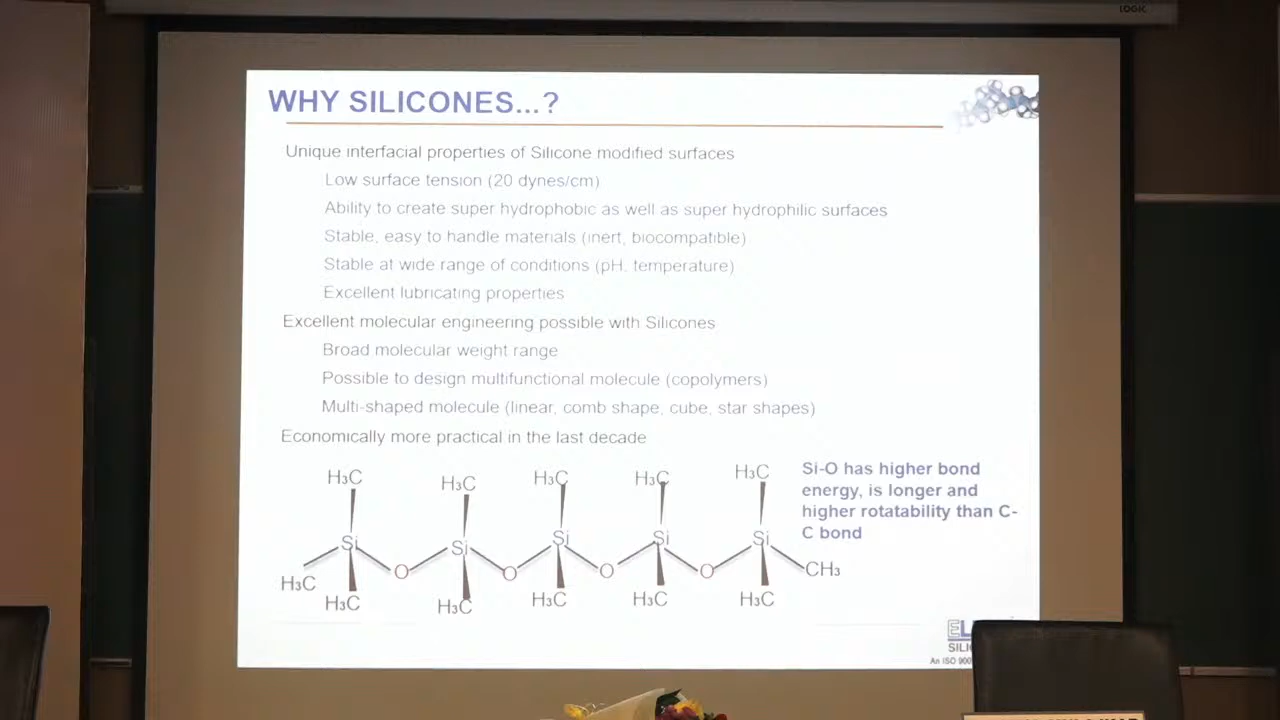 LOGIC
WHY SILICONES...?
Unique interfacial properties of Silicone modified surfaces
Low surface tension (20 dynes/cm)
Ability to create super hydrophobic as well as super hydrophilic surfaces
Stable, easy to handle materials (inert, biocompatible)
Stable at wide range of conditions (pH, temperature)
Excellent lubricating properties
Excellent molecular engineering possible with Silicones
Broad molecular weight range
Possible to design multifunctional molecule (copolymers)
Multi-shaped molecule (linear, comb shape, cube, star shapes)
Economically more practical in the last decade
Si-O has higher bond
energy, is longer and
higher rotatability than C-
C bond
H₃C H₃C H₃C H₃C H₃C
Si Si Si Si Si
O O O O
H₃C CH₃
H₃C H₃C H₃C H₃C H₃C
An ISO